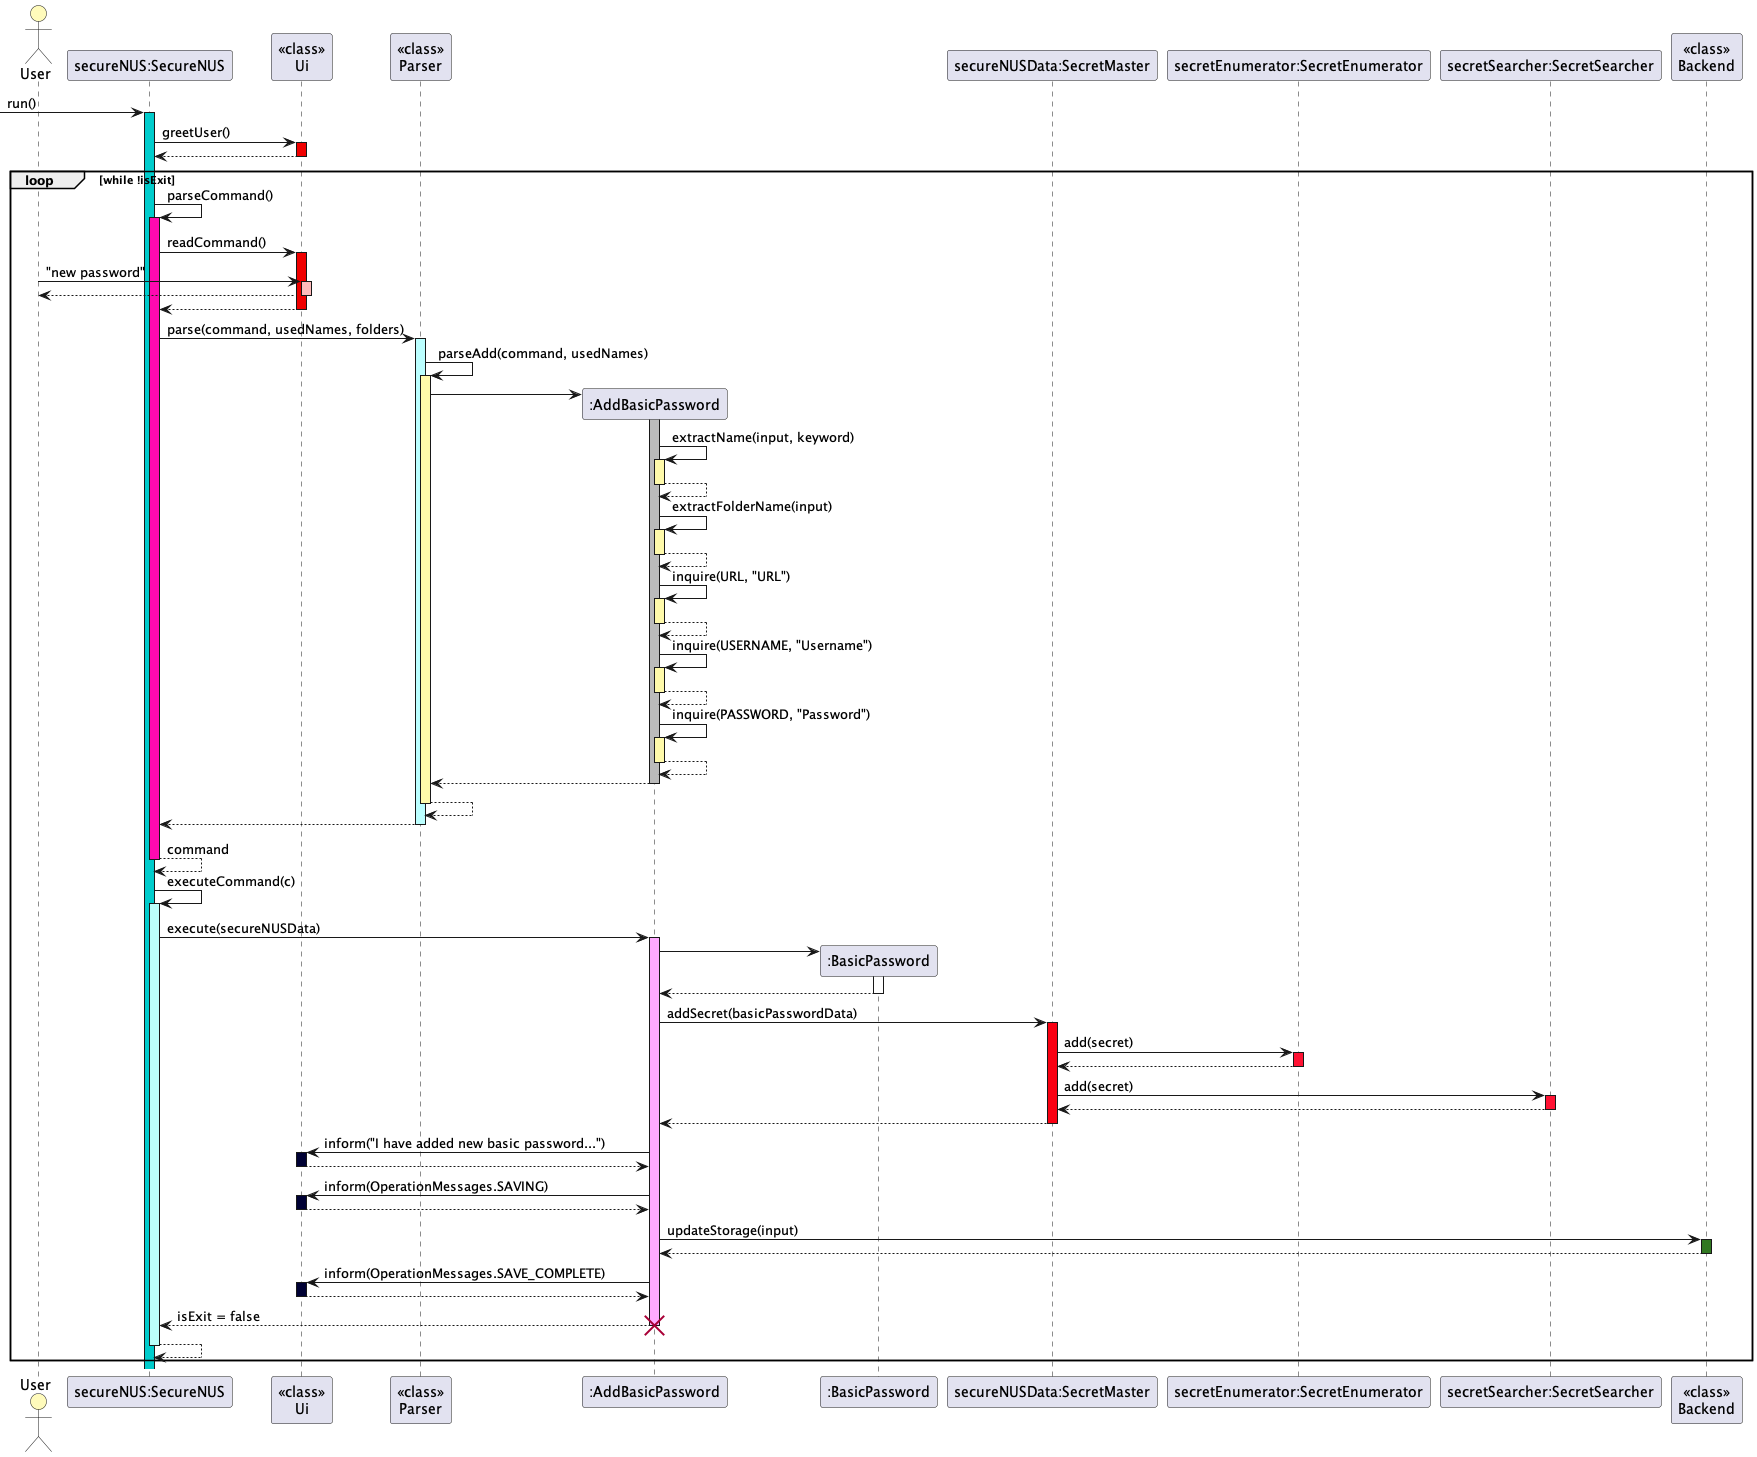 User
secureNUS:SecureNUS
«class»
Ui
«class»
Parser
secureNUSData:SecretMaster
secretEnumerator:SecretEnumerator
secretSearcher:SecretSearcher
«class»
Backend
run()
greetUser()
loop
[while !isExit]
parseCommand()
readCommand()
"new password"
parse(command, usedNames, folders)
parseAdd(command, usedNames)
:AddBasicPassword
extractName(input, keyword)
extractFolderName(input)
inquire(URL, "URL")
inquire(USERNAME, "Username")
inquire(PASSWORD, "Password")
command
executeCommand(c)
execute(secureNUSData)
:BasicPassword
addSecret(basicPasswordData)
add(secret)
add(secret)
inform("I have added new basic password...")
inform(OperationMessages.SAVING)
updateStorage(input)
inform(OperationMessages.SAVE_COMPLETE)
isExit = false
User
secureNUS:SecureNUS
«class»
Ui
«class»
Parser
:AddBasicPassword
:BasicPassword
secureNUSData:SecretMaster
secretEnumerator:SecretEnumerator
secretSearcher:SecretSearcher
«class»
Backend